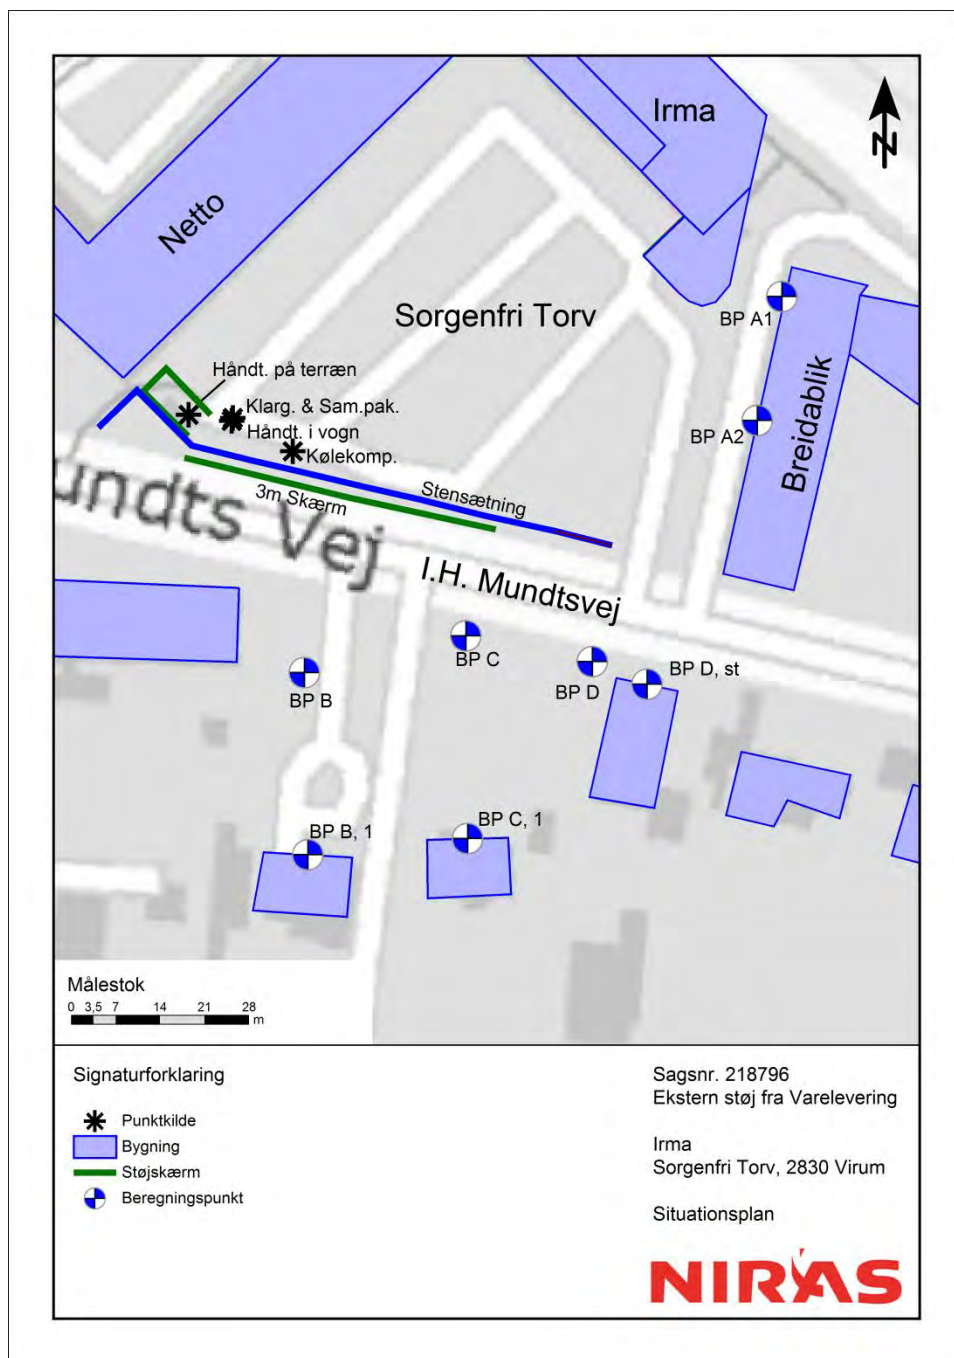 Irma
N
Netto
Sorgenfri Torv
BP A1
Håndt. på terræn
Klarg. & Sam.pak.
Håndt. i vogn
Kølekomp.
BP A2
Breidablik
Stensætning
3m Skærm
undts Vej
I.H. Mundtsvej
BP C
BP D
BP D, st
BP B
BP B, 1
BP C, 1
Målestok
0 3,5 7 14 21 28
m
Signaturforklaring
Punktkilde
Bygning
Støjskærm
Beregningspunkt
Sagsnr. 218796
Ekstern støj fra Varelevering
Irma
Sorgenfri Torv, 2830 Virum
Situationsplan
NIRAS